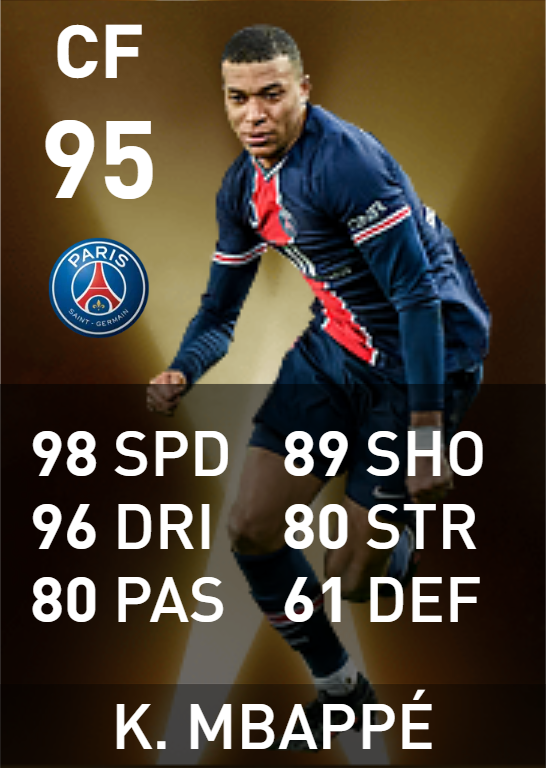 CF
95
PARIS
SAINT-GERMAIN
98 SPD 89 SHO
96 DRI 80 STR
80 PAS 61 DEF
K. MBAPPÉ